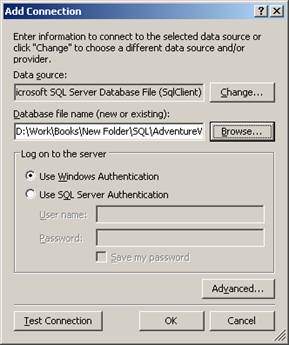 Add Connection
Enter information to connect to the selected data source or
click "Change" to choose a different data source and/or
provider.
Data source:
icrosoft SQL Server Database File (SqlClient)
Change...
Database file name (new or existing):
D:\Work\Books\New Folder\SQL\AdventureV
Browse...
Log on to the server
Use Windows Authentication
Use SQL Server Authentication
User name:
Password:
Save my password
Advanced...
Test Connection
OK
Cancel